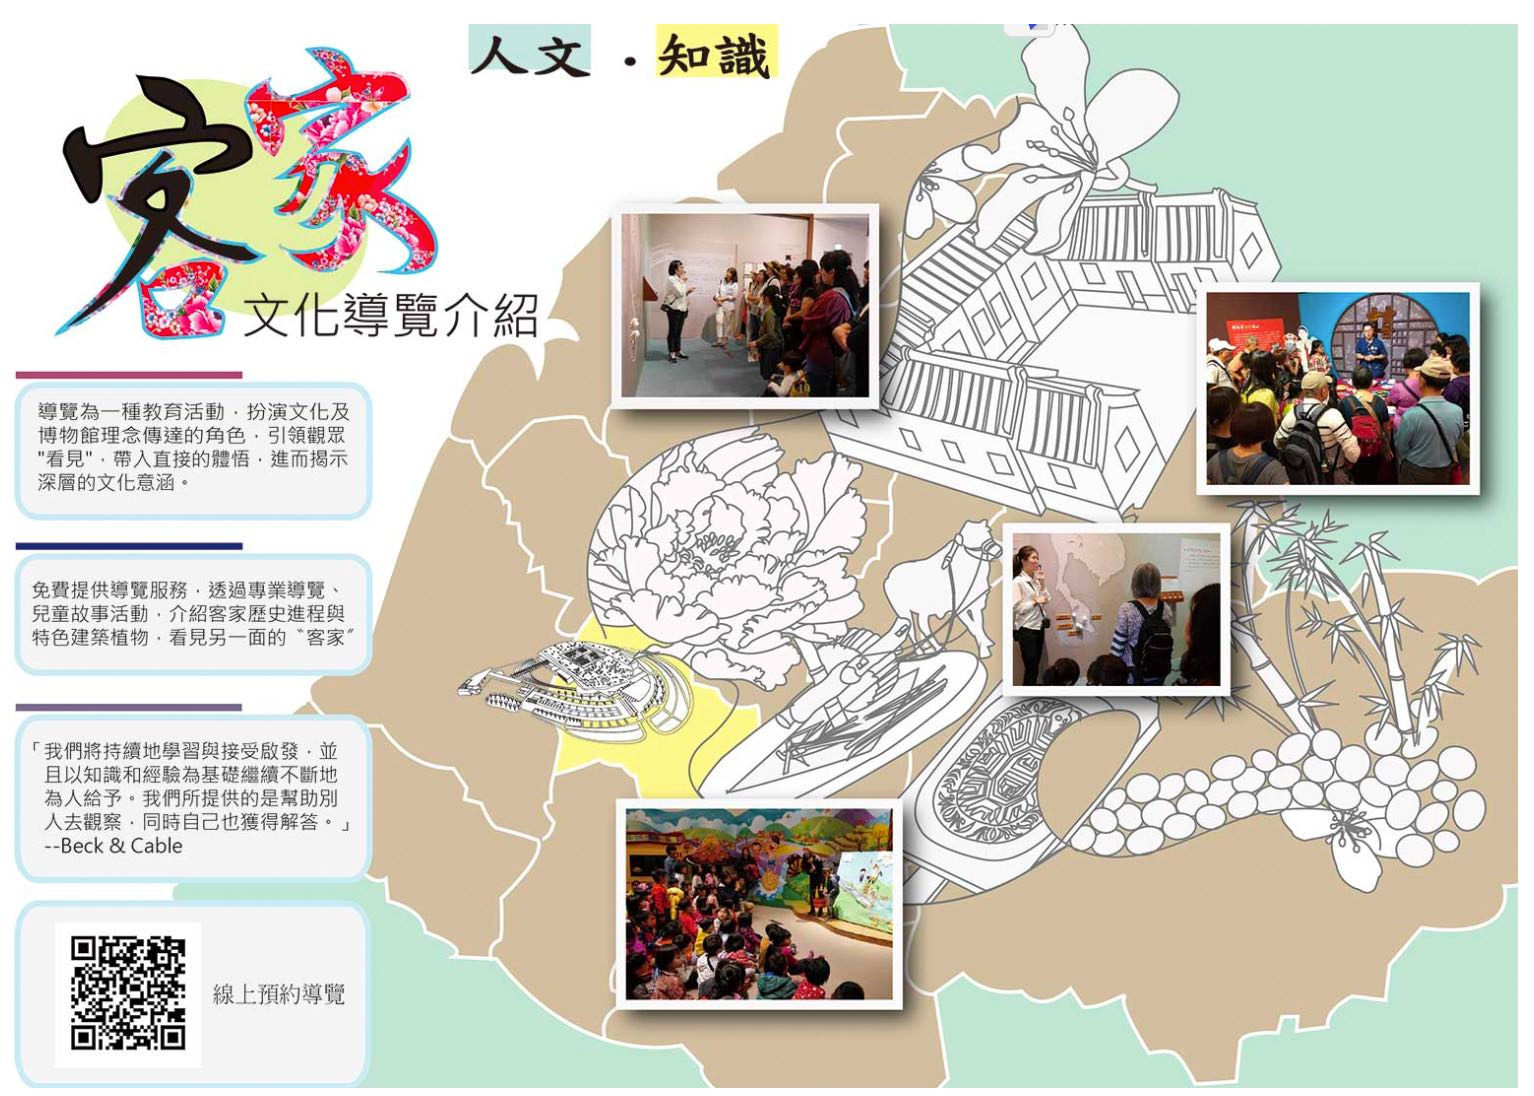 人文．知識
客家
文化導覽介紹
導覽為一種教育活動，扮演文化及
博物館理念傳達的角色，引領觀眾
"看見"，帶入直接的體悟，進而揭示
深層的文化意涵。
免費提供導覽服務，透過專業導覽、
兒童故事活動，介紹客家歷史進程與
特色建築植物，看見另一面的〝客家〞
「我們將持續地學習與接受啟發，並
且以知識和經驗為基礎繼續不斷地
為人給予。我們所提供的是幫助別
人去觀察，同時自己也獲得解答。」
--Beck & Cable
線上預約導覽